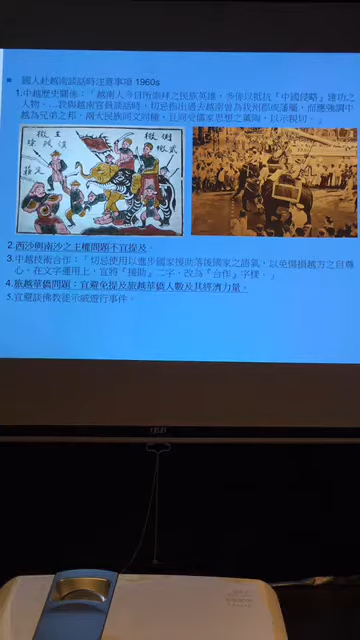 國人赴越南談話時注意事項 1960s
1.中越歷史關係：「越南人今日所崇拜之民族英雄，多係以抵抗『中國侵略』建功之
人物。…我與越南官員談話時，切忌指出過去越南曾為我州郡或藩屬，而應強調中
越為兄弟之邦，兩大民族同文同種，且同受儒家思想之薰陶，以示親切。」
2.西沙與南沙之主權問題不宜提及。
3.中越技術合作：「切忌使用以進步國家援助落後國家之語氣，以免傷損越方之自尊
心，在文字運用上，宜將『援助』二字，改為『合作』字樣。」
4.旅越華僑問題：宜避免提及旅越華僑人數及其經濟力量。
5.宜避談佛教徒示威遊行事件。